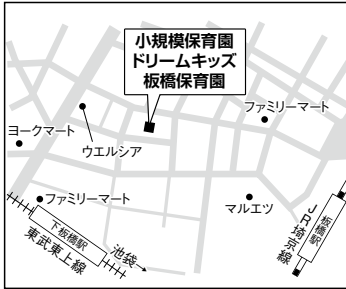 小規模保育園
ドリームキッズ
板橋保育園
ファミリーマート
ヨークマート
ウエルシア
ファミリーマート
マルエツ
下板橋駅
東武東上線
池袋
板橋駅
JR埼京線